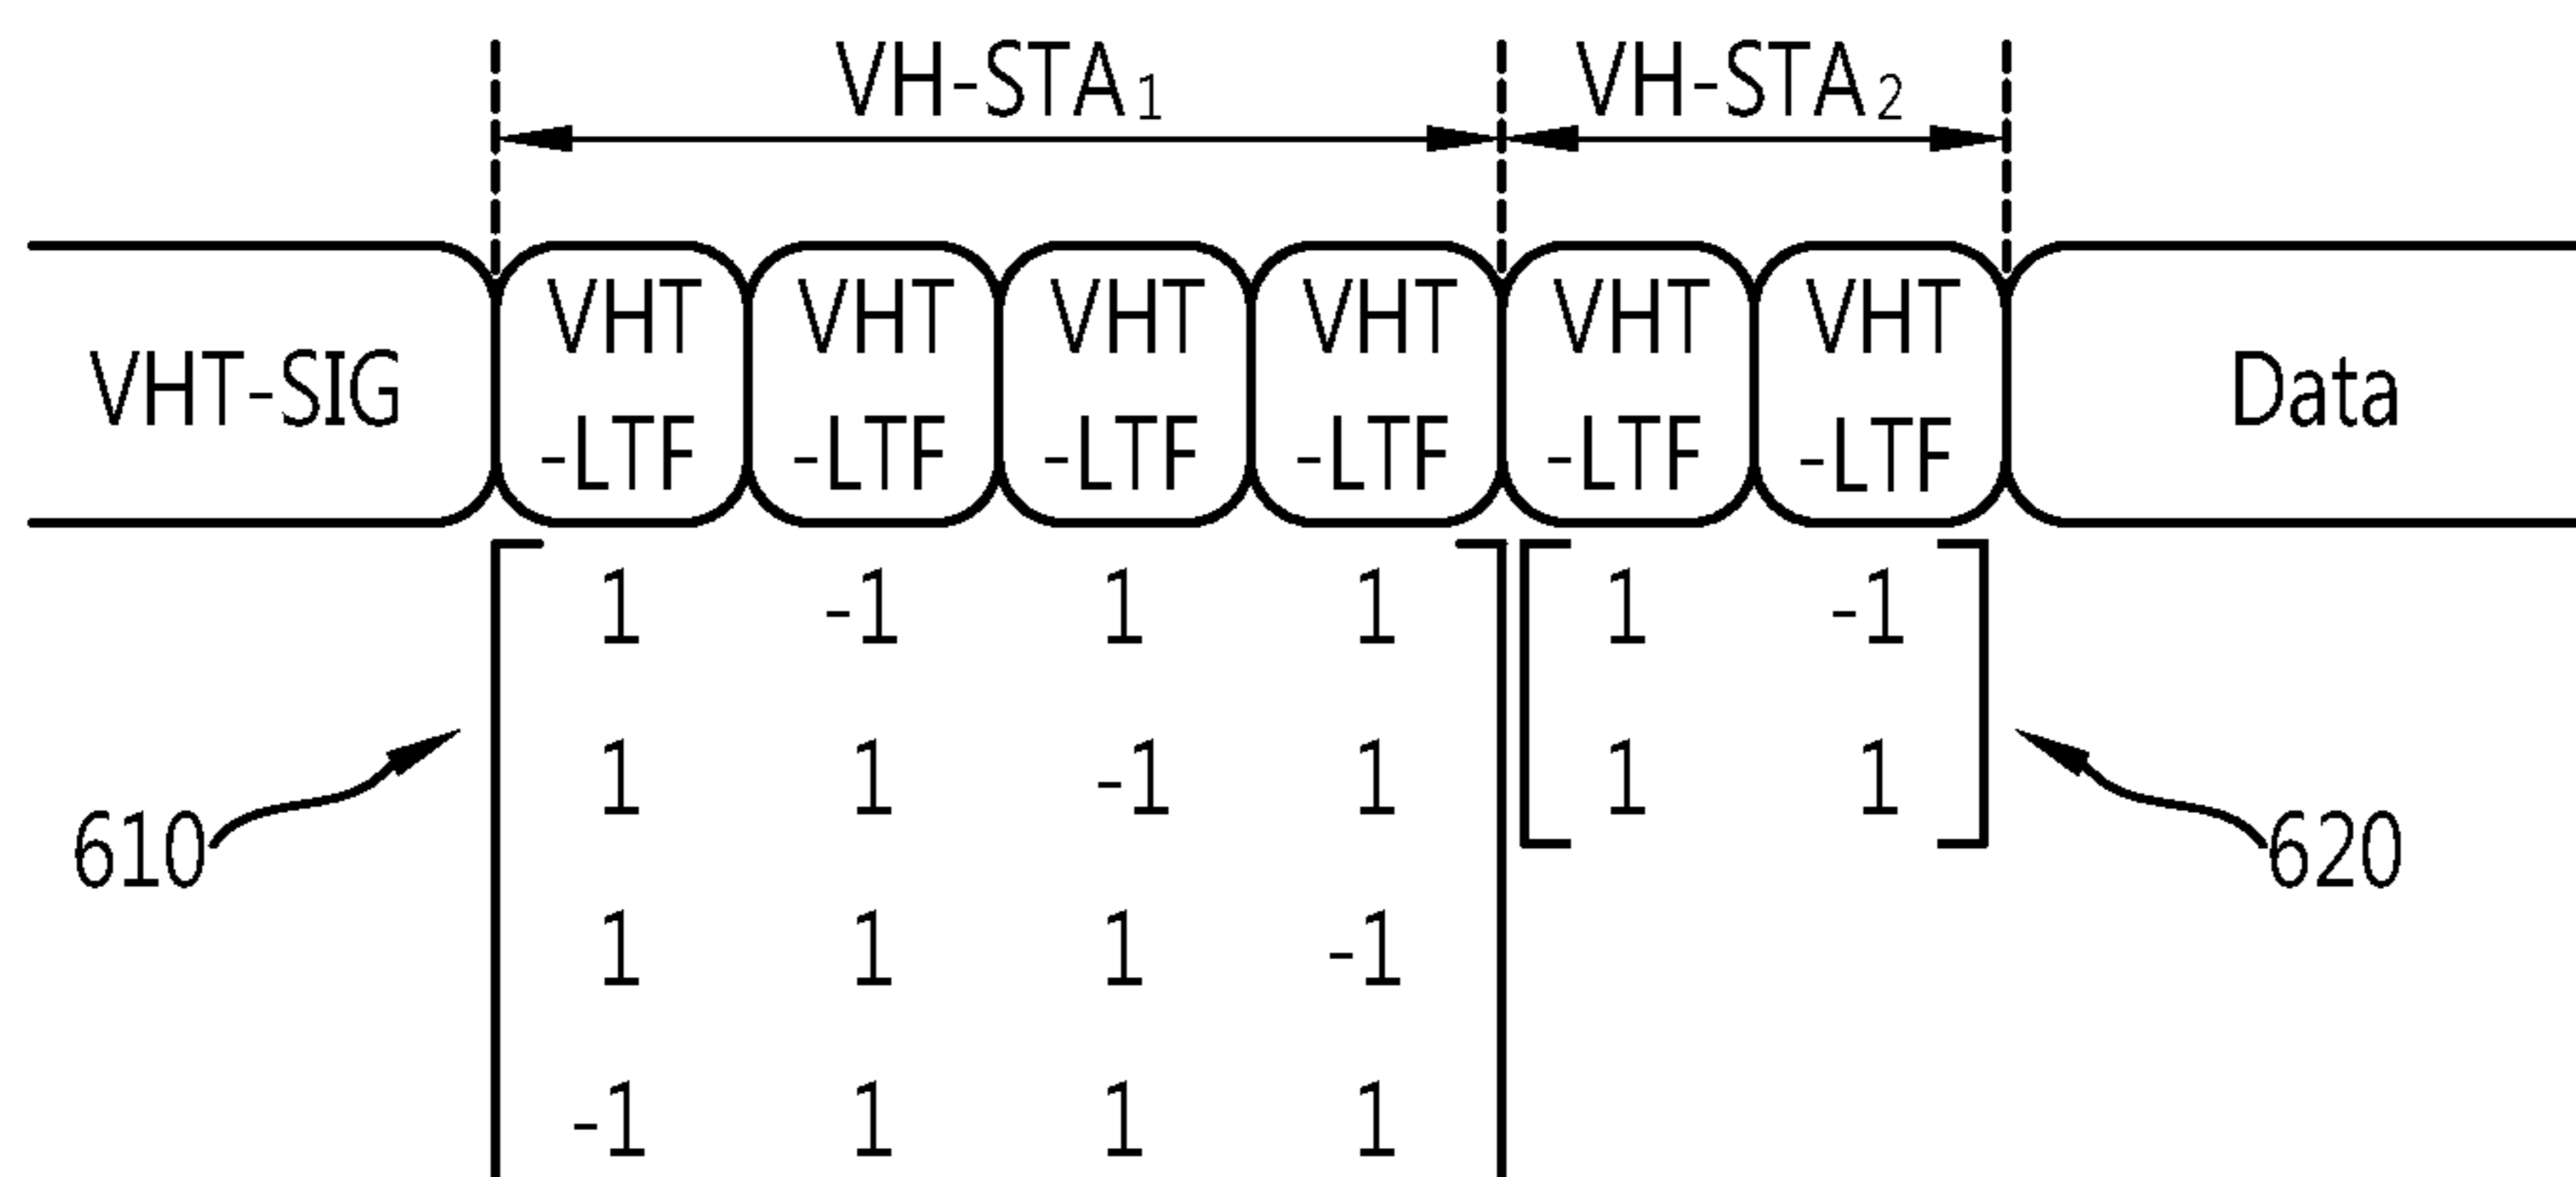 VH-STA1 VH-STA2
VHT-SIG VHT -LTF VHT -LTF VHT -LTF VHT -LTF VHT -LTF VHT -LTF Data
1 -1 1 1 1 -1
1 1 -1 1 1 1
610 620
1 1 1 -1
-1 1 1 1